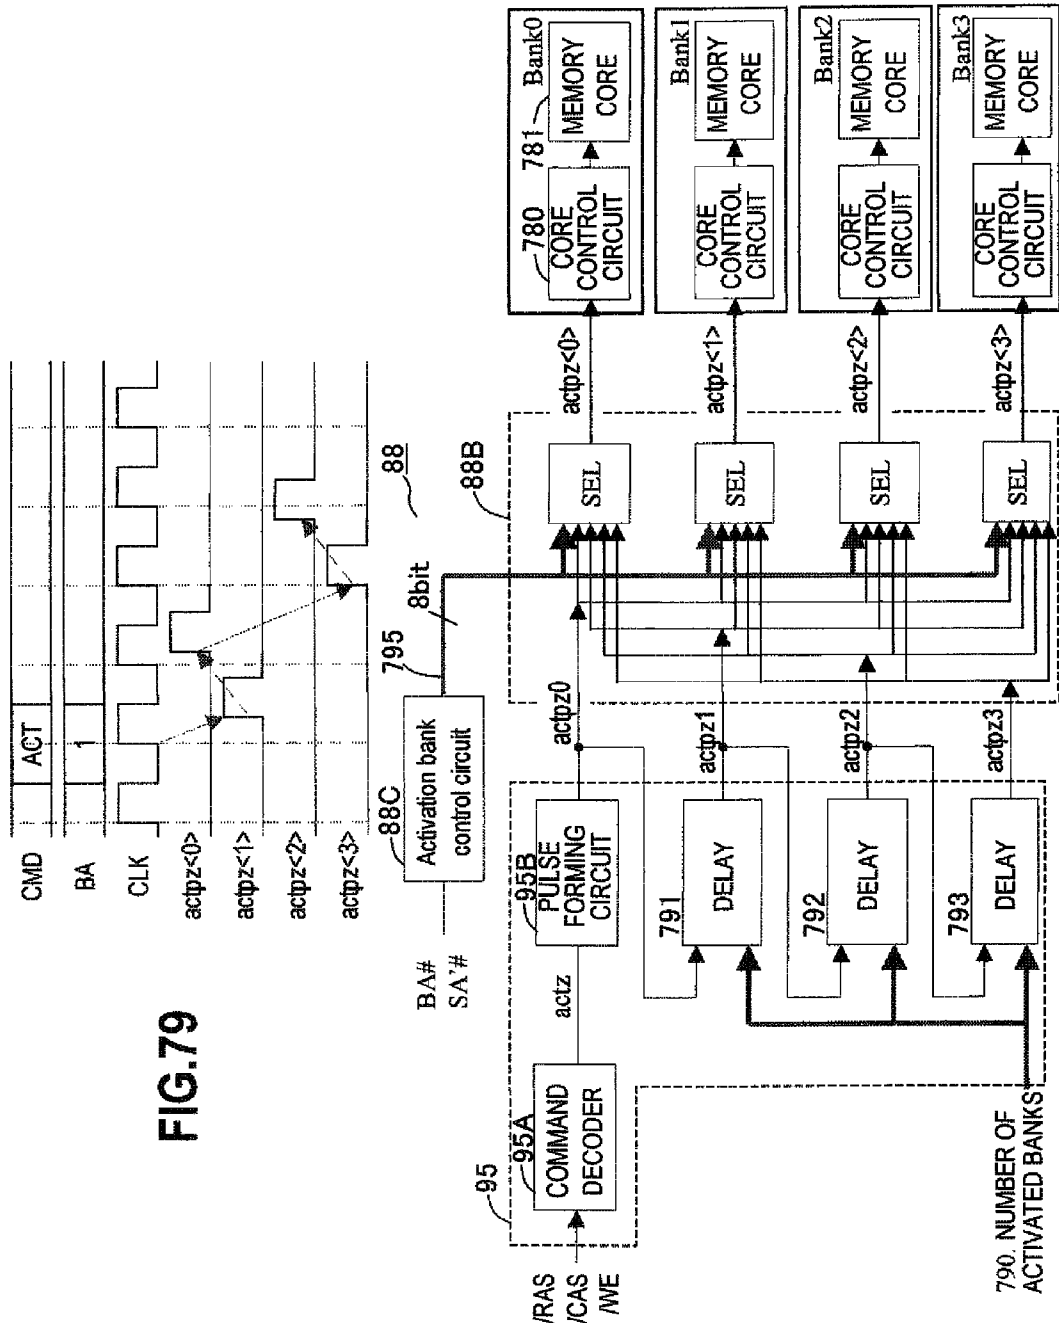 FIG.79
CMD
ACT
BA
1
CLK
actpz<0>
actpz<1>
actpz<2>
actpz<3>
88
BA#
SA'#
88C
Activation bank
control circuit
795
8bit
88B
95
/RAS
/CAS
/WE
95A
COMMAND
DECODER
actz
95B
PULSE
FORMING
CIRCUIT
actpz0
SEL
actpz<0>
780
CORE
CONTROL
CIRCUIT
781
MEMORY
CORE
Bank0
791
DELAY
actpz1
SEL
actpz<1>
CORE
CONTROL
CIRCUIT
MEMORY
CORE
Bank1
792
DELAY
actpz2
SEL
actpz<2>
CORE
CONTROL
CIRCUIT
MEMORY
CORE
Bank2
793
DELAY
actpz3
SEL
actpz<3>
CORE
CONTROL
CIRCUIT
MEMORY
CORE
Bank3
790. NUMBER OF
ACTIVATED BANKS